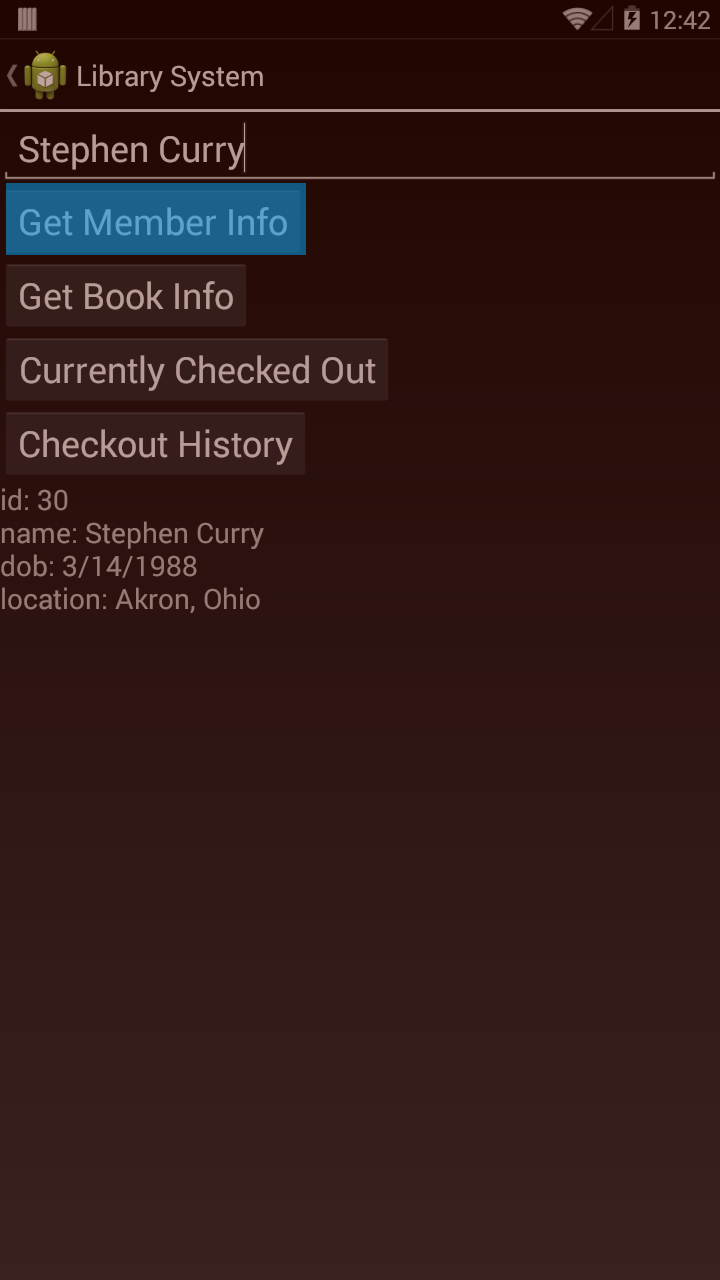 12:42
Library System
Stephen Curry
Get Member Info
Get Book Info
Currently Checked Out
Checkout History
id: 30
name: Stephen Curry
dob: 3/14/1988
location: Akron, Ohio